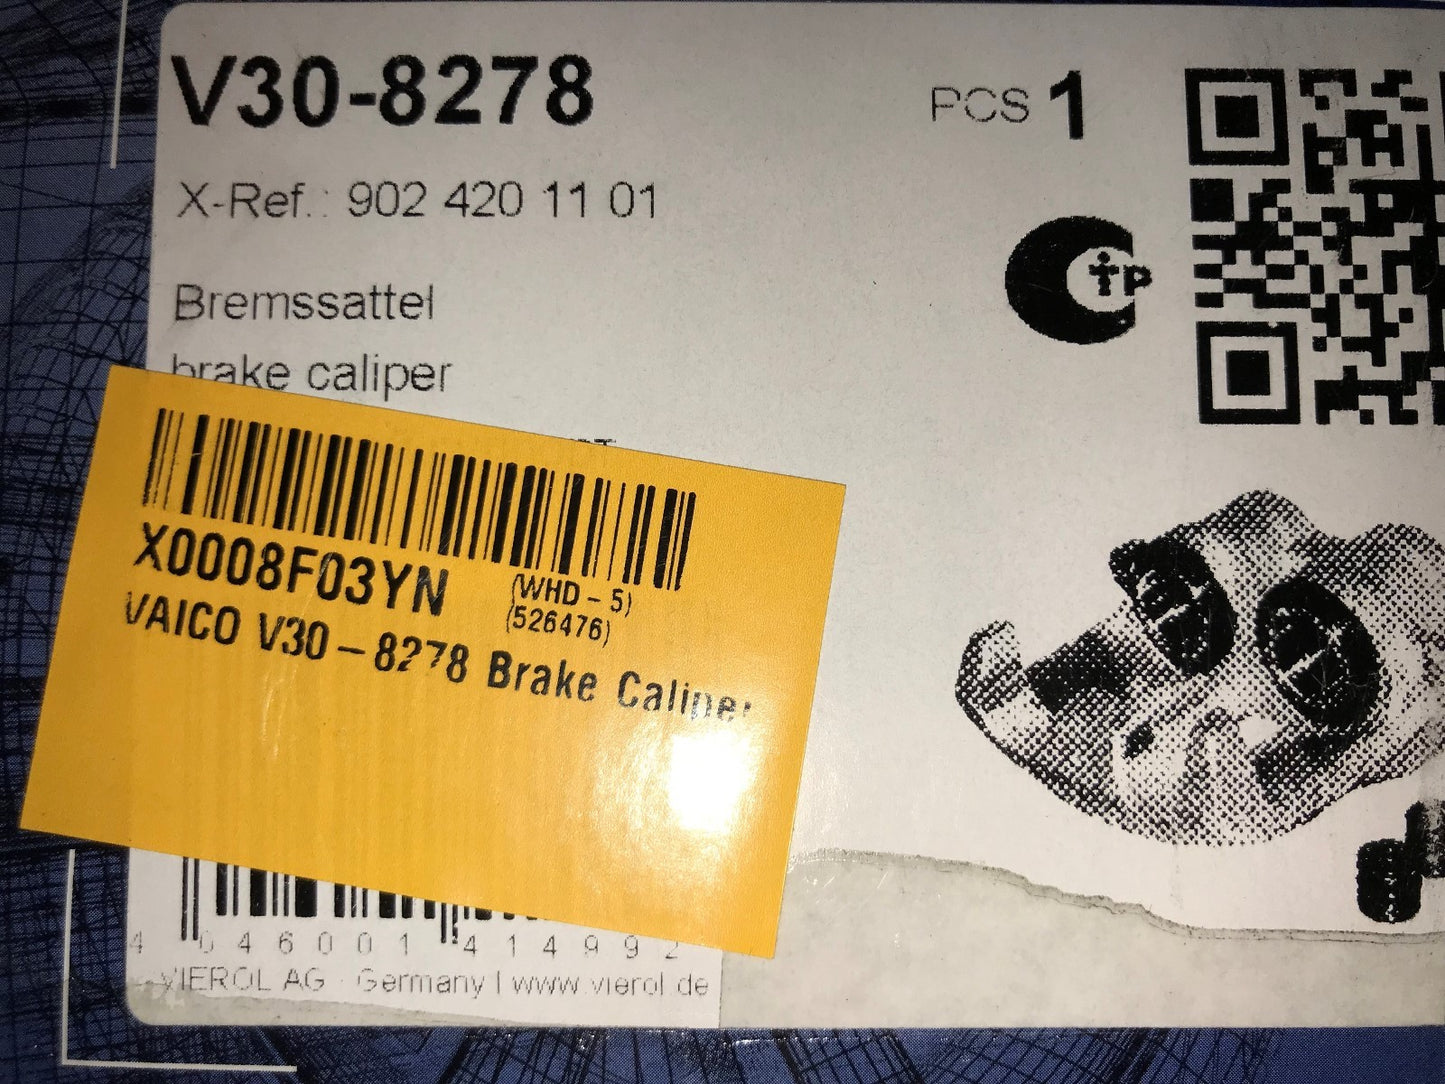 V30-8278
PCS 1
X-Ref.: 902 420 11 01
Bremssattel
brake caliper
X0008F03YN
(WHD - 5)
(526476)
VAICO V30-8278 Brake Caliper
4 046001 414992
VIEROL AG · Germany | www.vierol.de